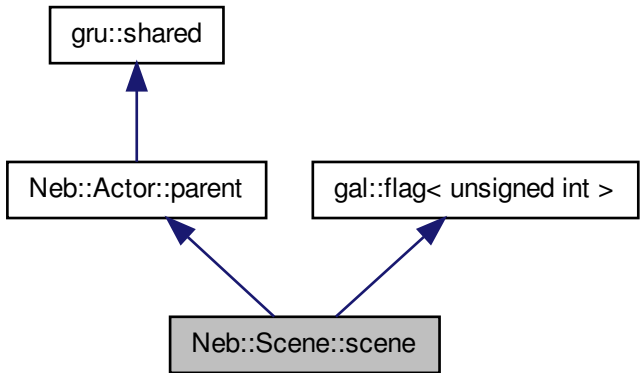 gru::shared
Neb::Actor::parent
gal::flag< unsigned int >
Neb::Scene::scene